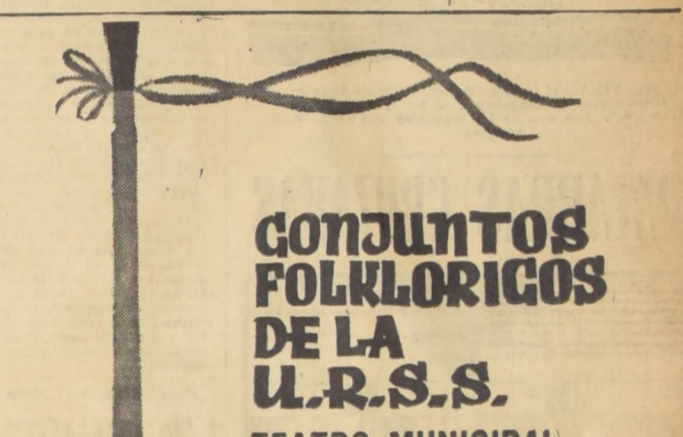 CONJUNTOS
FOLKLORICOS
DE LA
U.R.S.S.
TEATRO MUNICIPAL